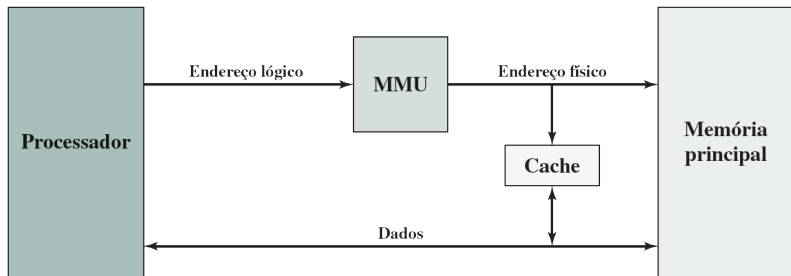 Endereço lógico
MMU
Endereço físico
Processador
Memória
principal
Cache
Dados